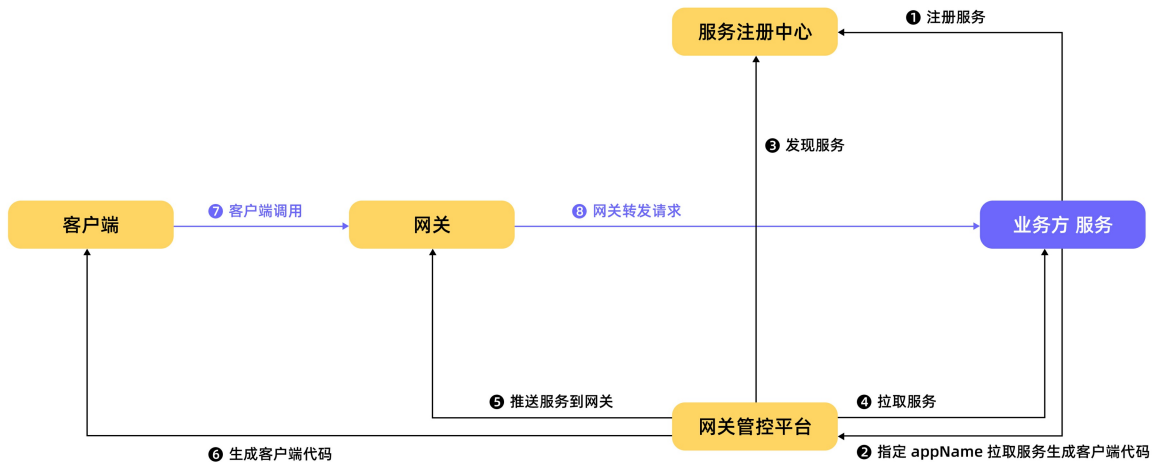 ❶ 注册服务
服务注册中心
❸ 发现服务
❼ 客户端调用
❽ 网关转发请求
客户端
网关
业务方 服务
❺ 推送服务到网关
❹ 拉取服务
网关管控平台
❻ 生成客户端代码
❷ 指定 appName 拉取服务生成客户端代码